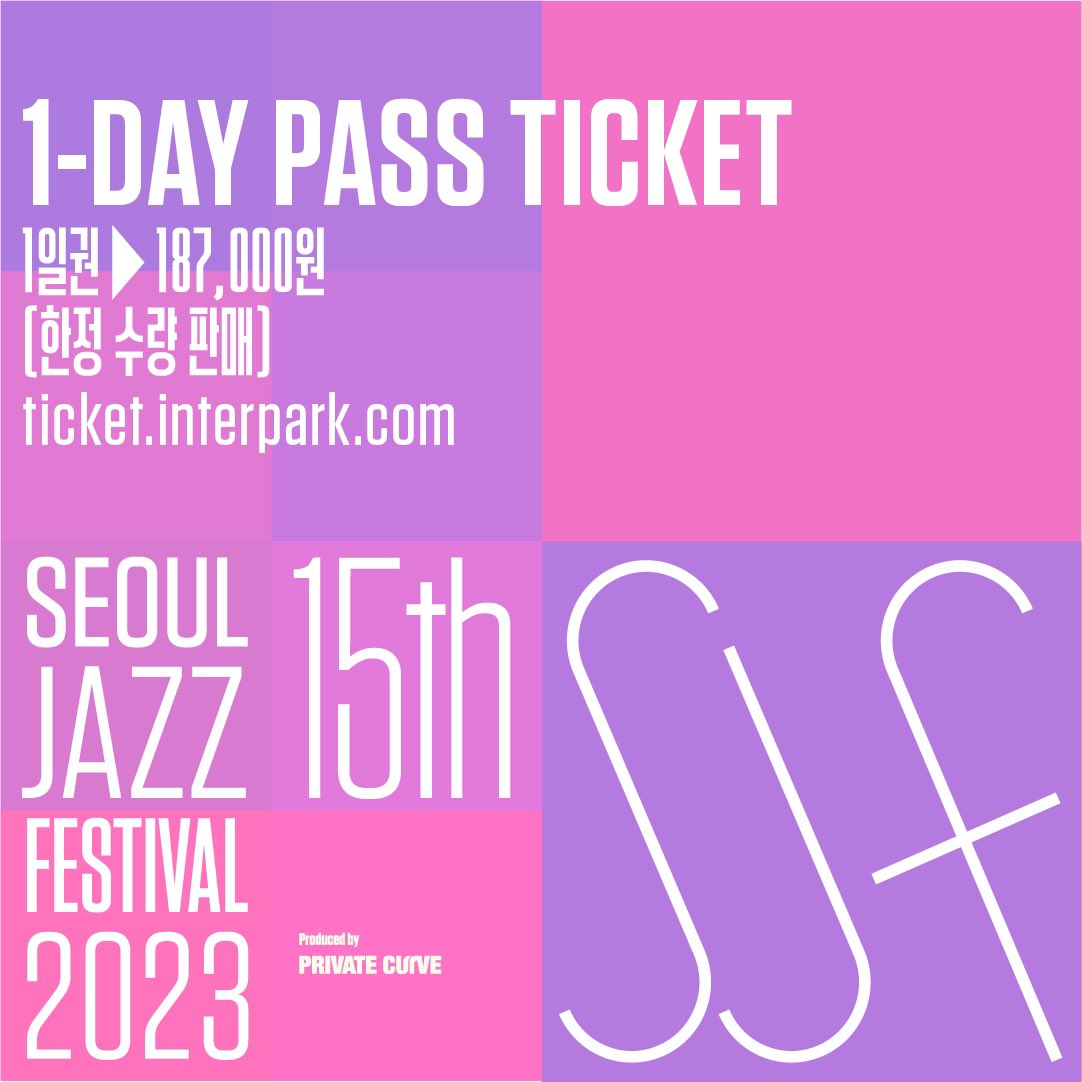 1-DAY PASS TICKET
1일권▶187,000원
[한정 수량 판매]
ticket.interpark.com
SEOUL
JAZZ
FESTIVAL
2023
15th
Produced by
PRIVATE CURVE
SJF